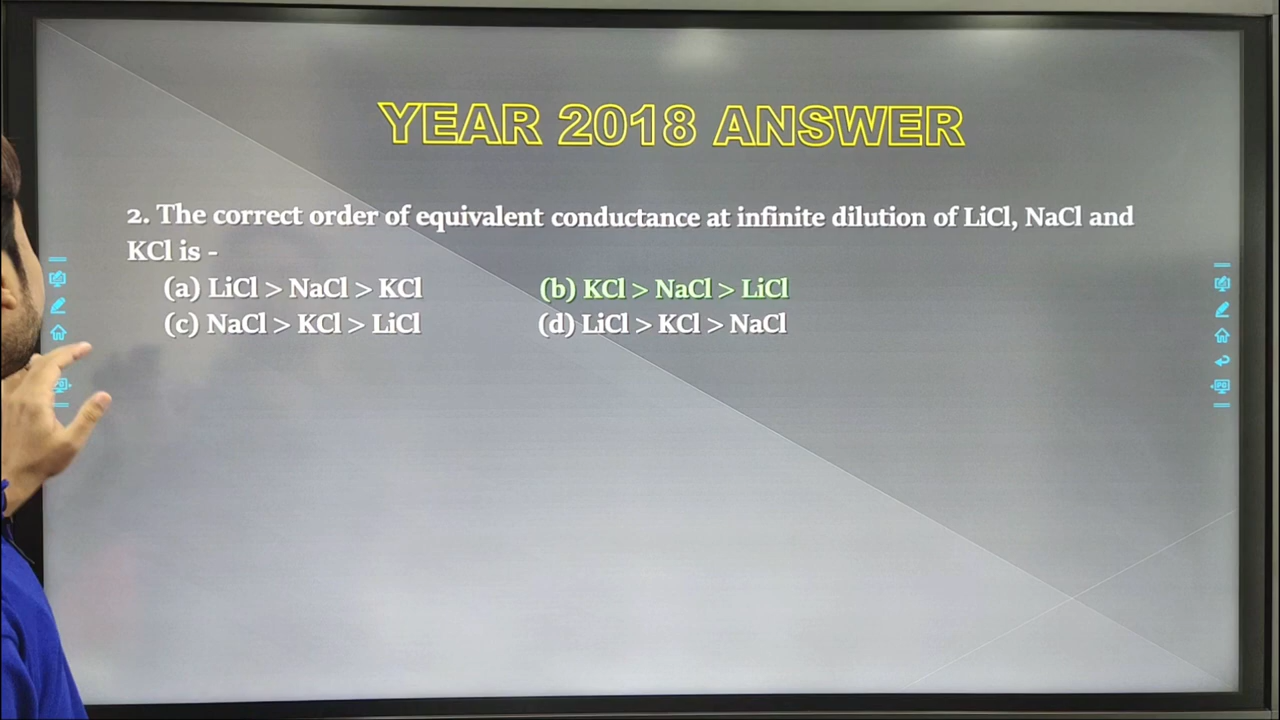 YEAR 2018 ANSWER
2. The correct order of equivalent conductance at infinite dilution of LiCl, NaCl and
KCl is -
(a) LiCl > NaCl > KCl (b) KCl > NaCl > LiCl
(c) NaCl > KCl > LiCl (d) LiCl > KCl > NaCl